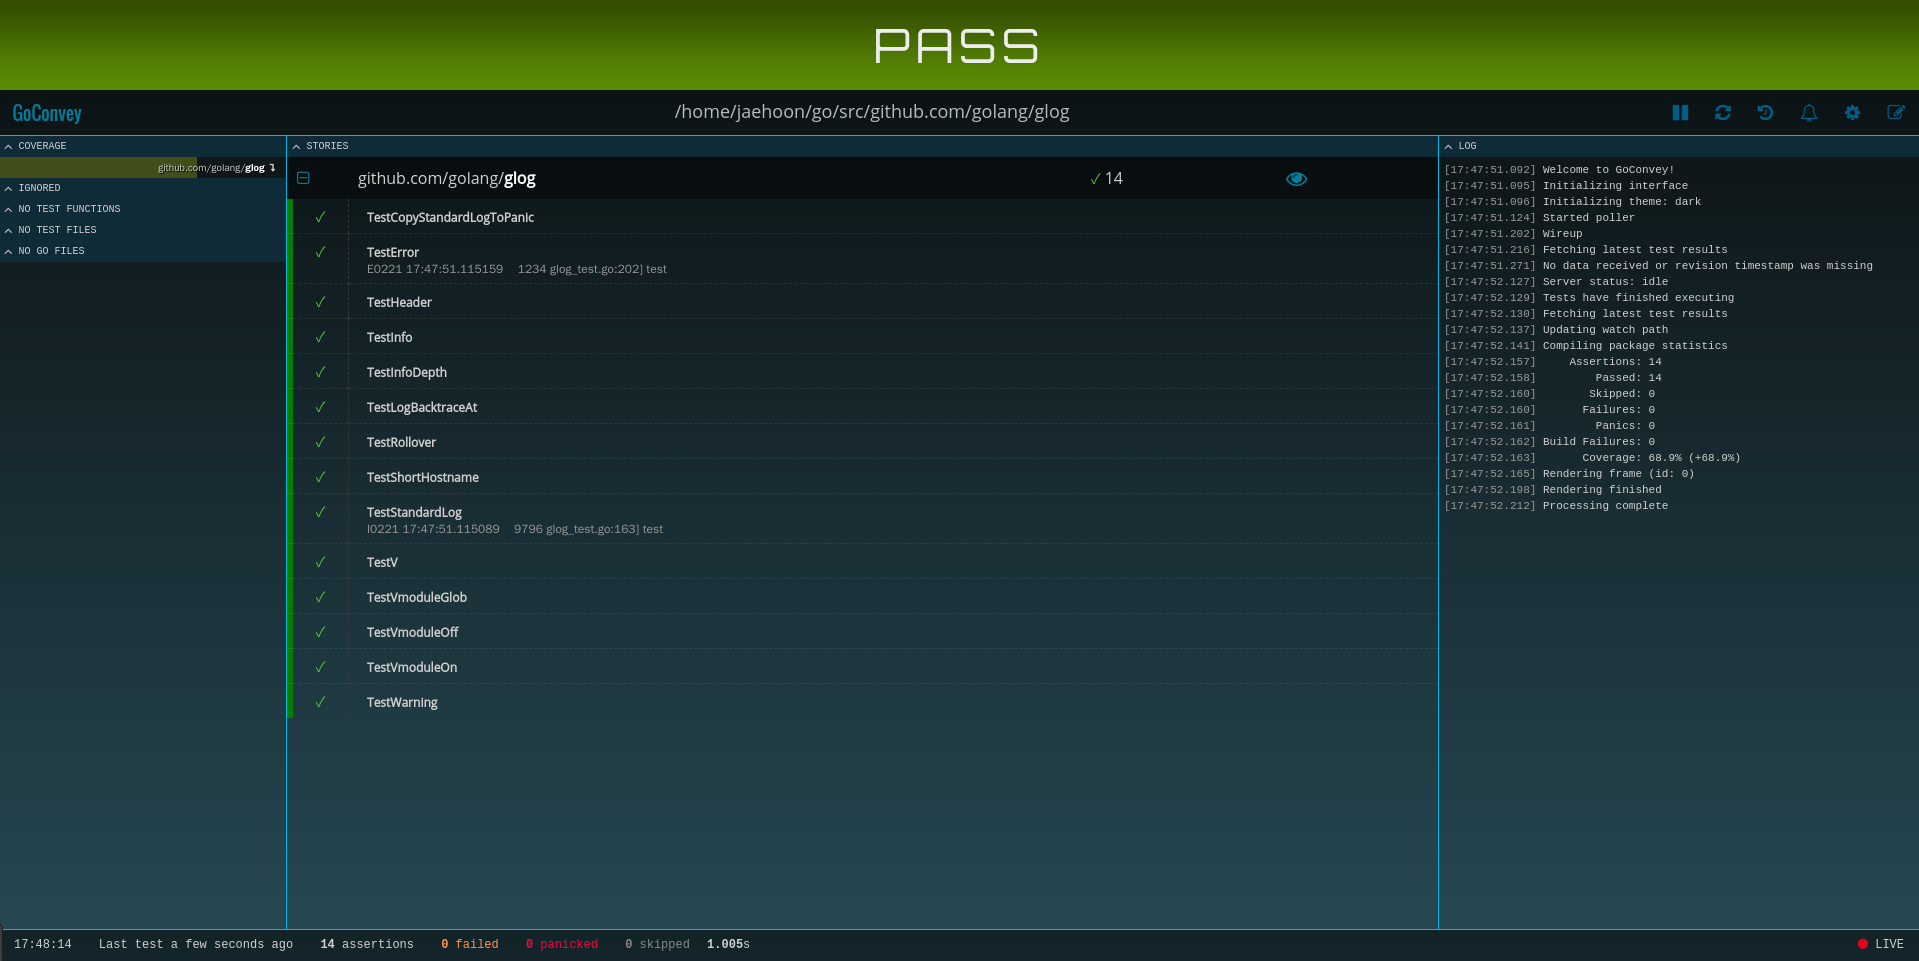 PASS
GoConvey
/home/jaehoon/go/src/github.com/golang/glog
COVERAGE
github.com/golang/glog
IGNORED
NO TEST FUNCTIONS
NO TEST FILES
NO GO FILES
STORIES
github.com/golang/glog
✓ 14
✓ TestCopyStandardLogToPanic
✓ TestError
E0221 17:47:51.115159 1234 glog_test.go:202] test
✓ TestHeader
✓ TestInfo
✓ TestInfoDepth
✓ TestLogBacktraceAt
✓ TestRollover
✓ TestShortHostname
✓ TestStandardLog
I0221 17:47:51.115089 9796 glog_test.go:163] test
✓ TestV
✓ TestVmoduleGlob
✓ TestVmoduleOff
✓ TestVmoduleOn
✓ TestWarning
LOG
[17:47:51.092] Welcome to GoConvey!
[17:47:51.095] Initializing interface
[17:47:51.096] Initializing theme: dark
[17:47:51.124] Started poller
[17:47:51.202] Wireup
[17:47:51.216] Fetching latest test results
[17:47:51.271] No data received or revision timestamp was missing
[17:47:52.127] Server status: idle
[17:47:52.129] Tests have finished executing
[17:47:52.130] Fetching latest test results
[17:47:52.137] Updating watch path
[17:47:52.141] Compiling package statistics
[17:47:52.157] Assertions: 14
[17:47:52.158] Passed: 14
[17:47:52.160] Skipped: 0
[17:47:52.160] Failures: 0
[17:47:52.161] Panics: 0
[17:47:52.162] Build Failures: 0
[17:47:52.163] Coverage: 68.9% (+68.9%)
[17:47:52.165] Rendering frame (id: 0)
[17:47:52.198] Rendering finished
[17:47:52.212] Processing complete
17:48:14 Last test a few seconds ago 14 assertions 0 failed 0 panicked 0 skipped 1.005s
LIVE